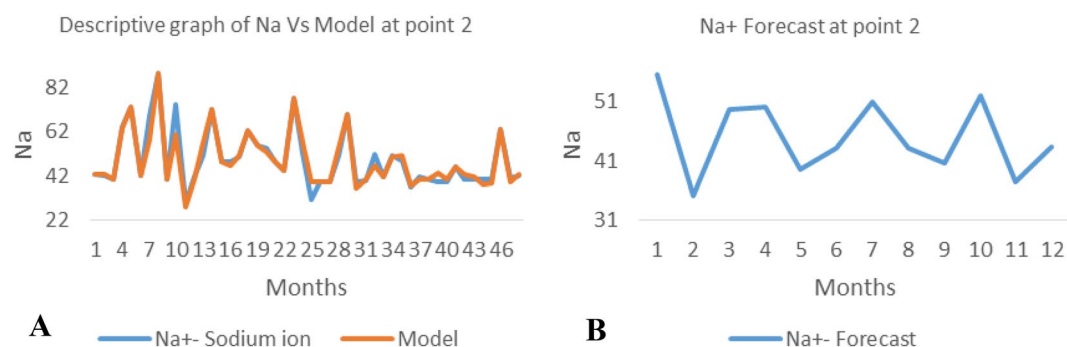 Descriptive graph of Na Vs Model at point 2
82
62
42
22
Na
1 4 7 10 13 16 19 22 25 28 31 34 37 40 43 46
Months
A
Na+- Sodium ion Model
Na+ Forecast at point 2
51
41
31
Na
1 2 3 4 5 6 7 8 9 10 11 12
Months
B
Na+- Forecast